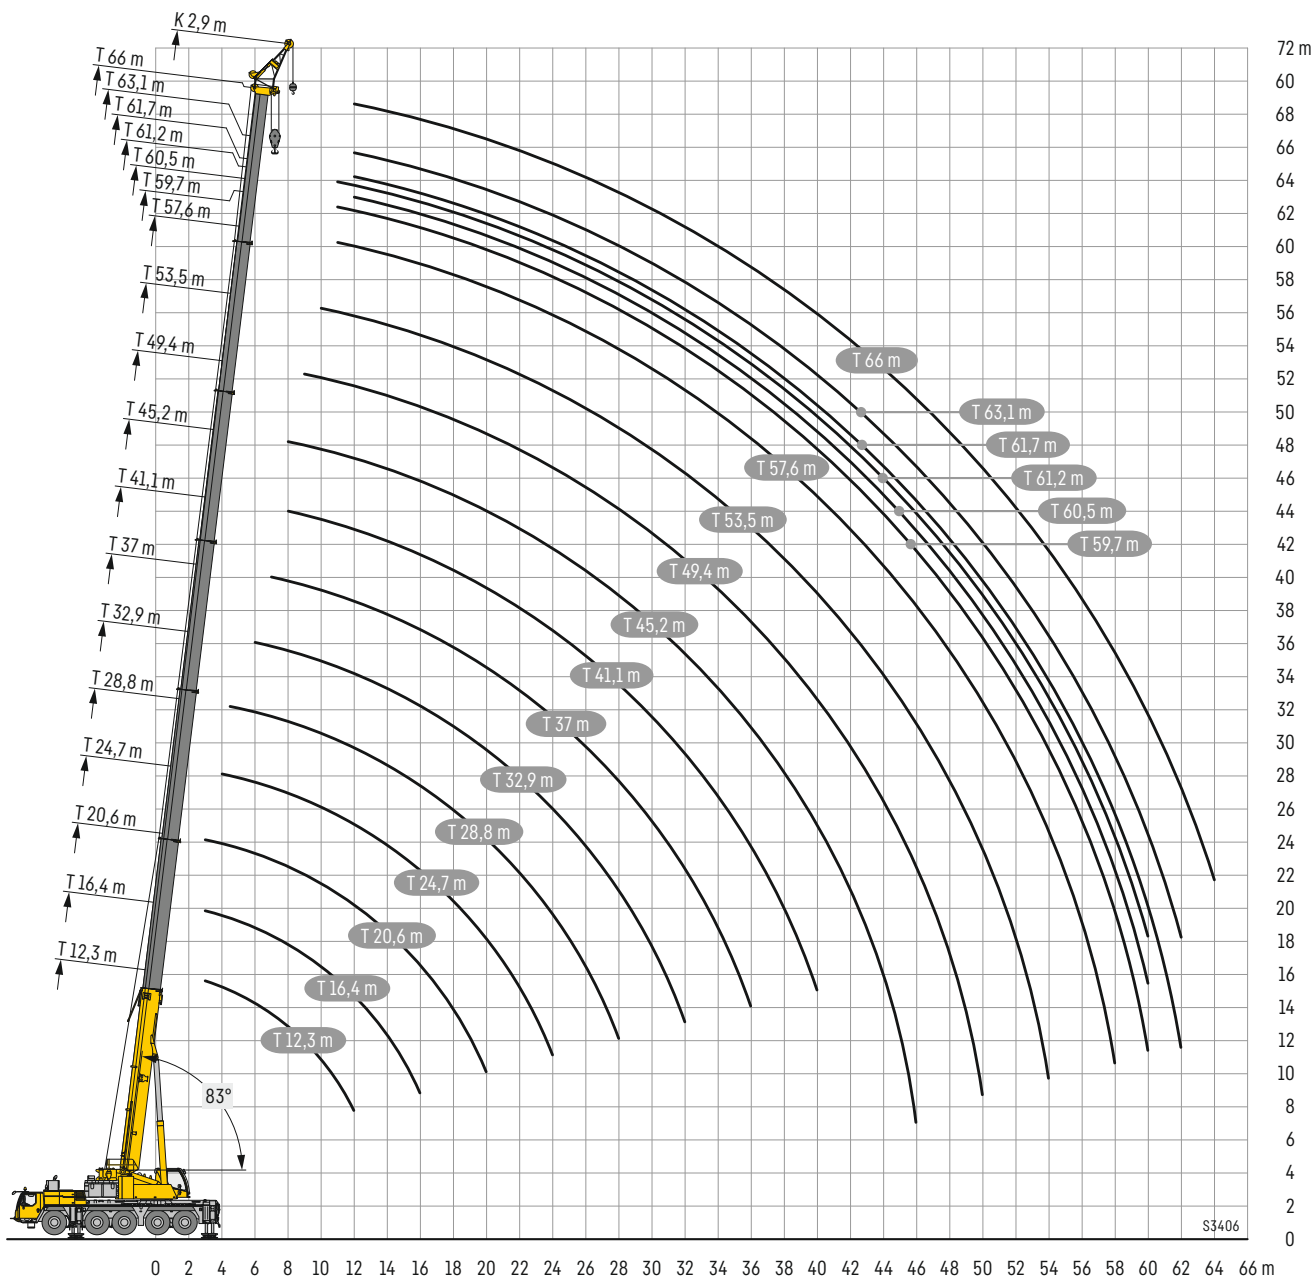 K 2,9 m
T 66 m
T 63,1 m
T 61,7 m
T 61,2 m
T 60,5 m
T 59,7 m
T 57,6 m
T 53,5 m
T 49,4 m
T 45,2 m
T 41,1 m
T 37 m
T 32,9 m
T 28,8 m
T 24,7 m
T 20,6 m
T 16,4 m
T 12,3 m
83°
T 66 m
T 63,1 m
T 61,7 m
T 57,6 m
T 61,2 m
T 60,5 m
T 53,5 m
T 59,7 m
T 49,4 m
T 45,2 m
T 41,1 m
T 37 m
T 32,9 m
T 28,8 m
T 24,7 m
T 20,6 m
T 16,4 m
T 12,3 m
72 m
60
68
66
64
62
60
58
56
54
52
50
48
46
44
42
40
38
36
34
32
30
28
26
24
22
20
18
16
14
12
10
8
6
4
2
0
S3406
0 2 4 6 8 10 12 14 16 18 20 22 24 26 28 30 32 34 36 38 40 42 44 46 48 50 52 54 56 58 60 62 64 66 m